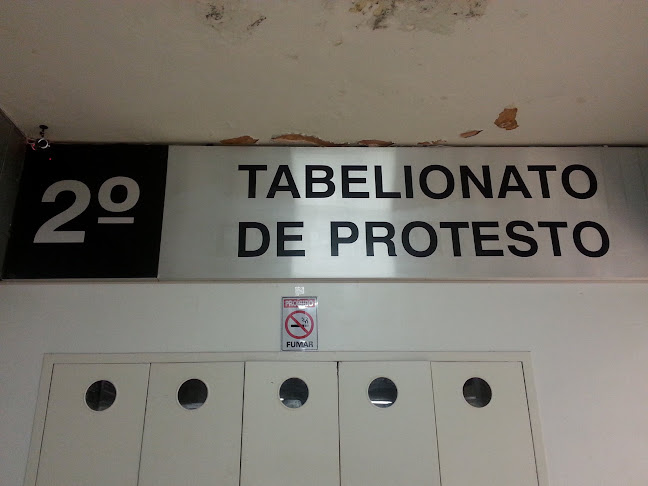 2º
TABELIONATO
DE PROTESTO
PROIBIDO
FUMAR